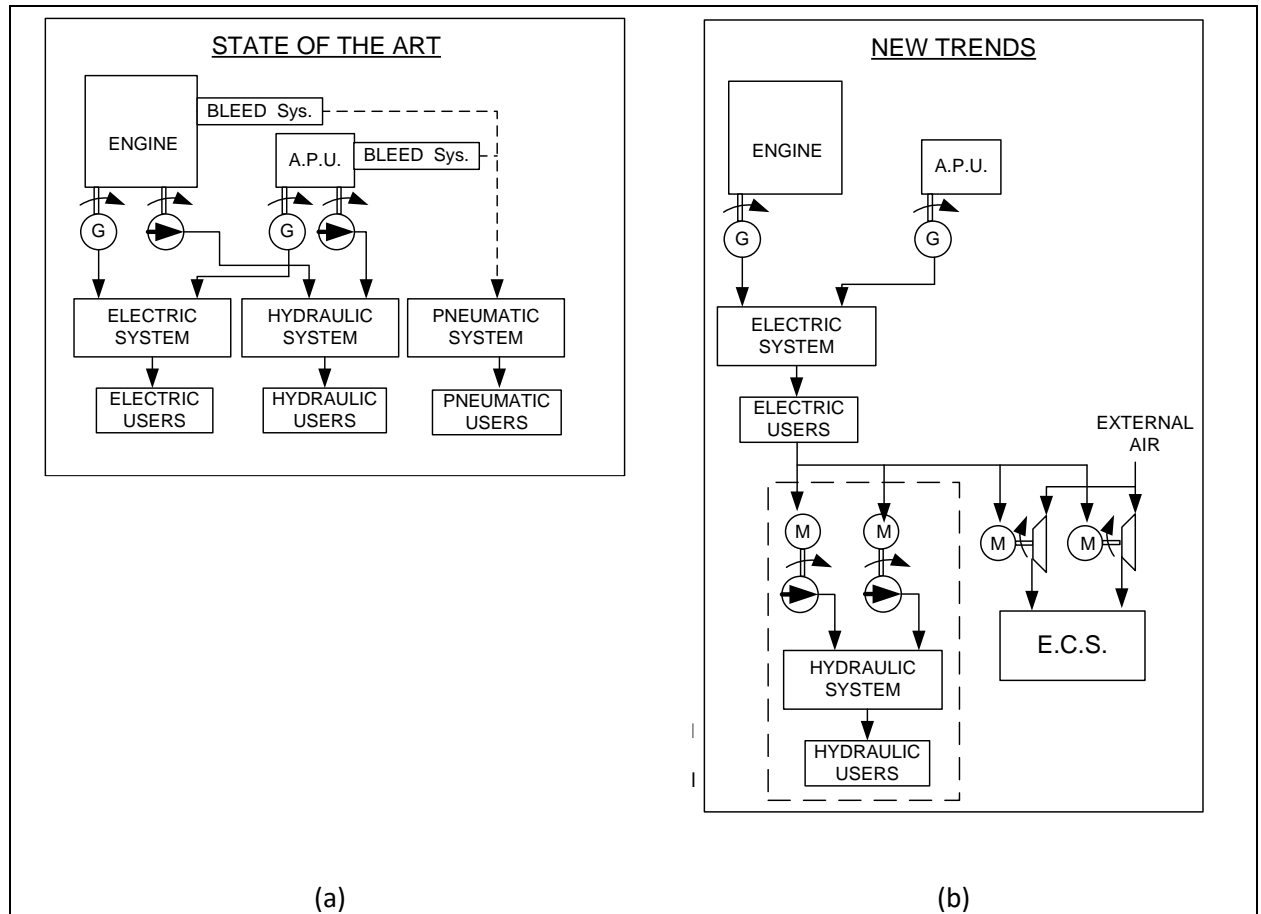 STATE OF THE ART
BLEED Sys.
ENGINE
A.P.U.
BLEED Sys.
G
G
ELECTRIC
SYSTEM
HYDRAULIC
SYSTEM
PNEUMATIC
SYSTEM
ELECTRIC
USERS
HYDRAULIC
USERS
PNEUMATIC
USERS
(a)
NEW TRENDS
ENGINE
A.P.U.
G
G
ELECTRIC
SYSTEM
ELECTRIC
USERS
EXTERNAL
AIR
M
M
M
M
E.C.S.
HYDRAULIC
SYSTEM
HYDRAULIC
USERS
(b)